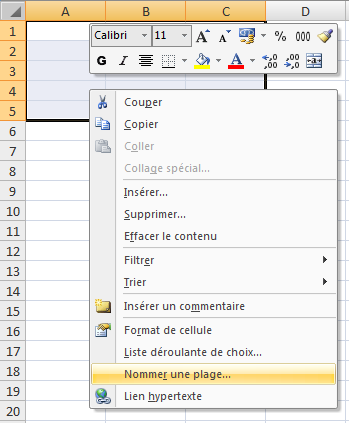 A B C D
1
2
3
4
5
6
7
8
9
10
11
12
13
14
15
16
17
18
19
20
Calibri 11 A A % 000
G I A ,0 ,00 ,00 ,0 a
Couper
Copier
Coller
Collage spécial...
Insérer...
Supprimer...
Effacer le contenu
Filtrer
Trier
Insérer un commentaire
Format de cellule
Liste déroulante de choix...
Nommer une plage...
Lien hypertexte